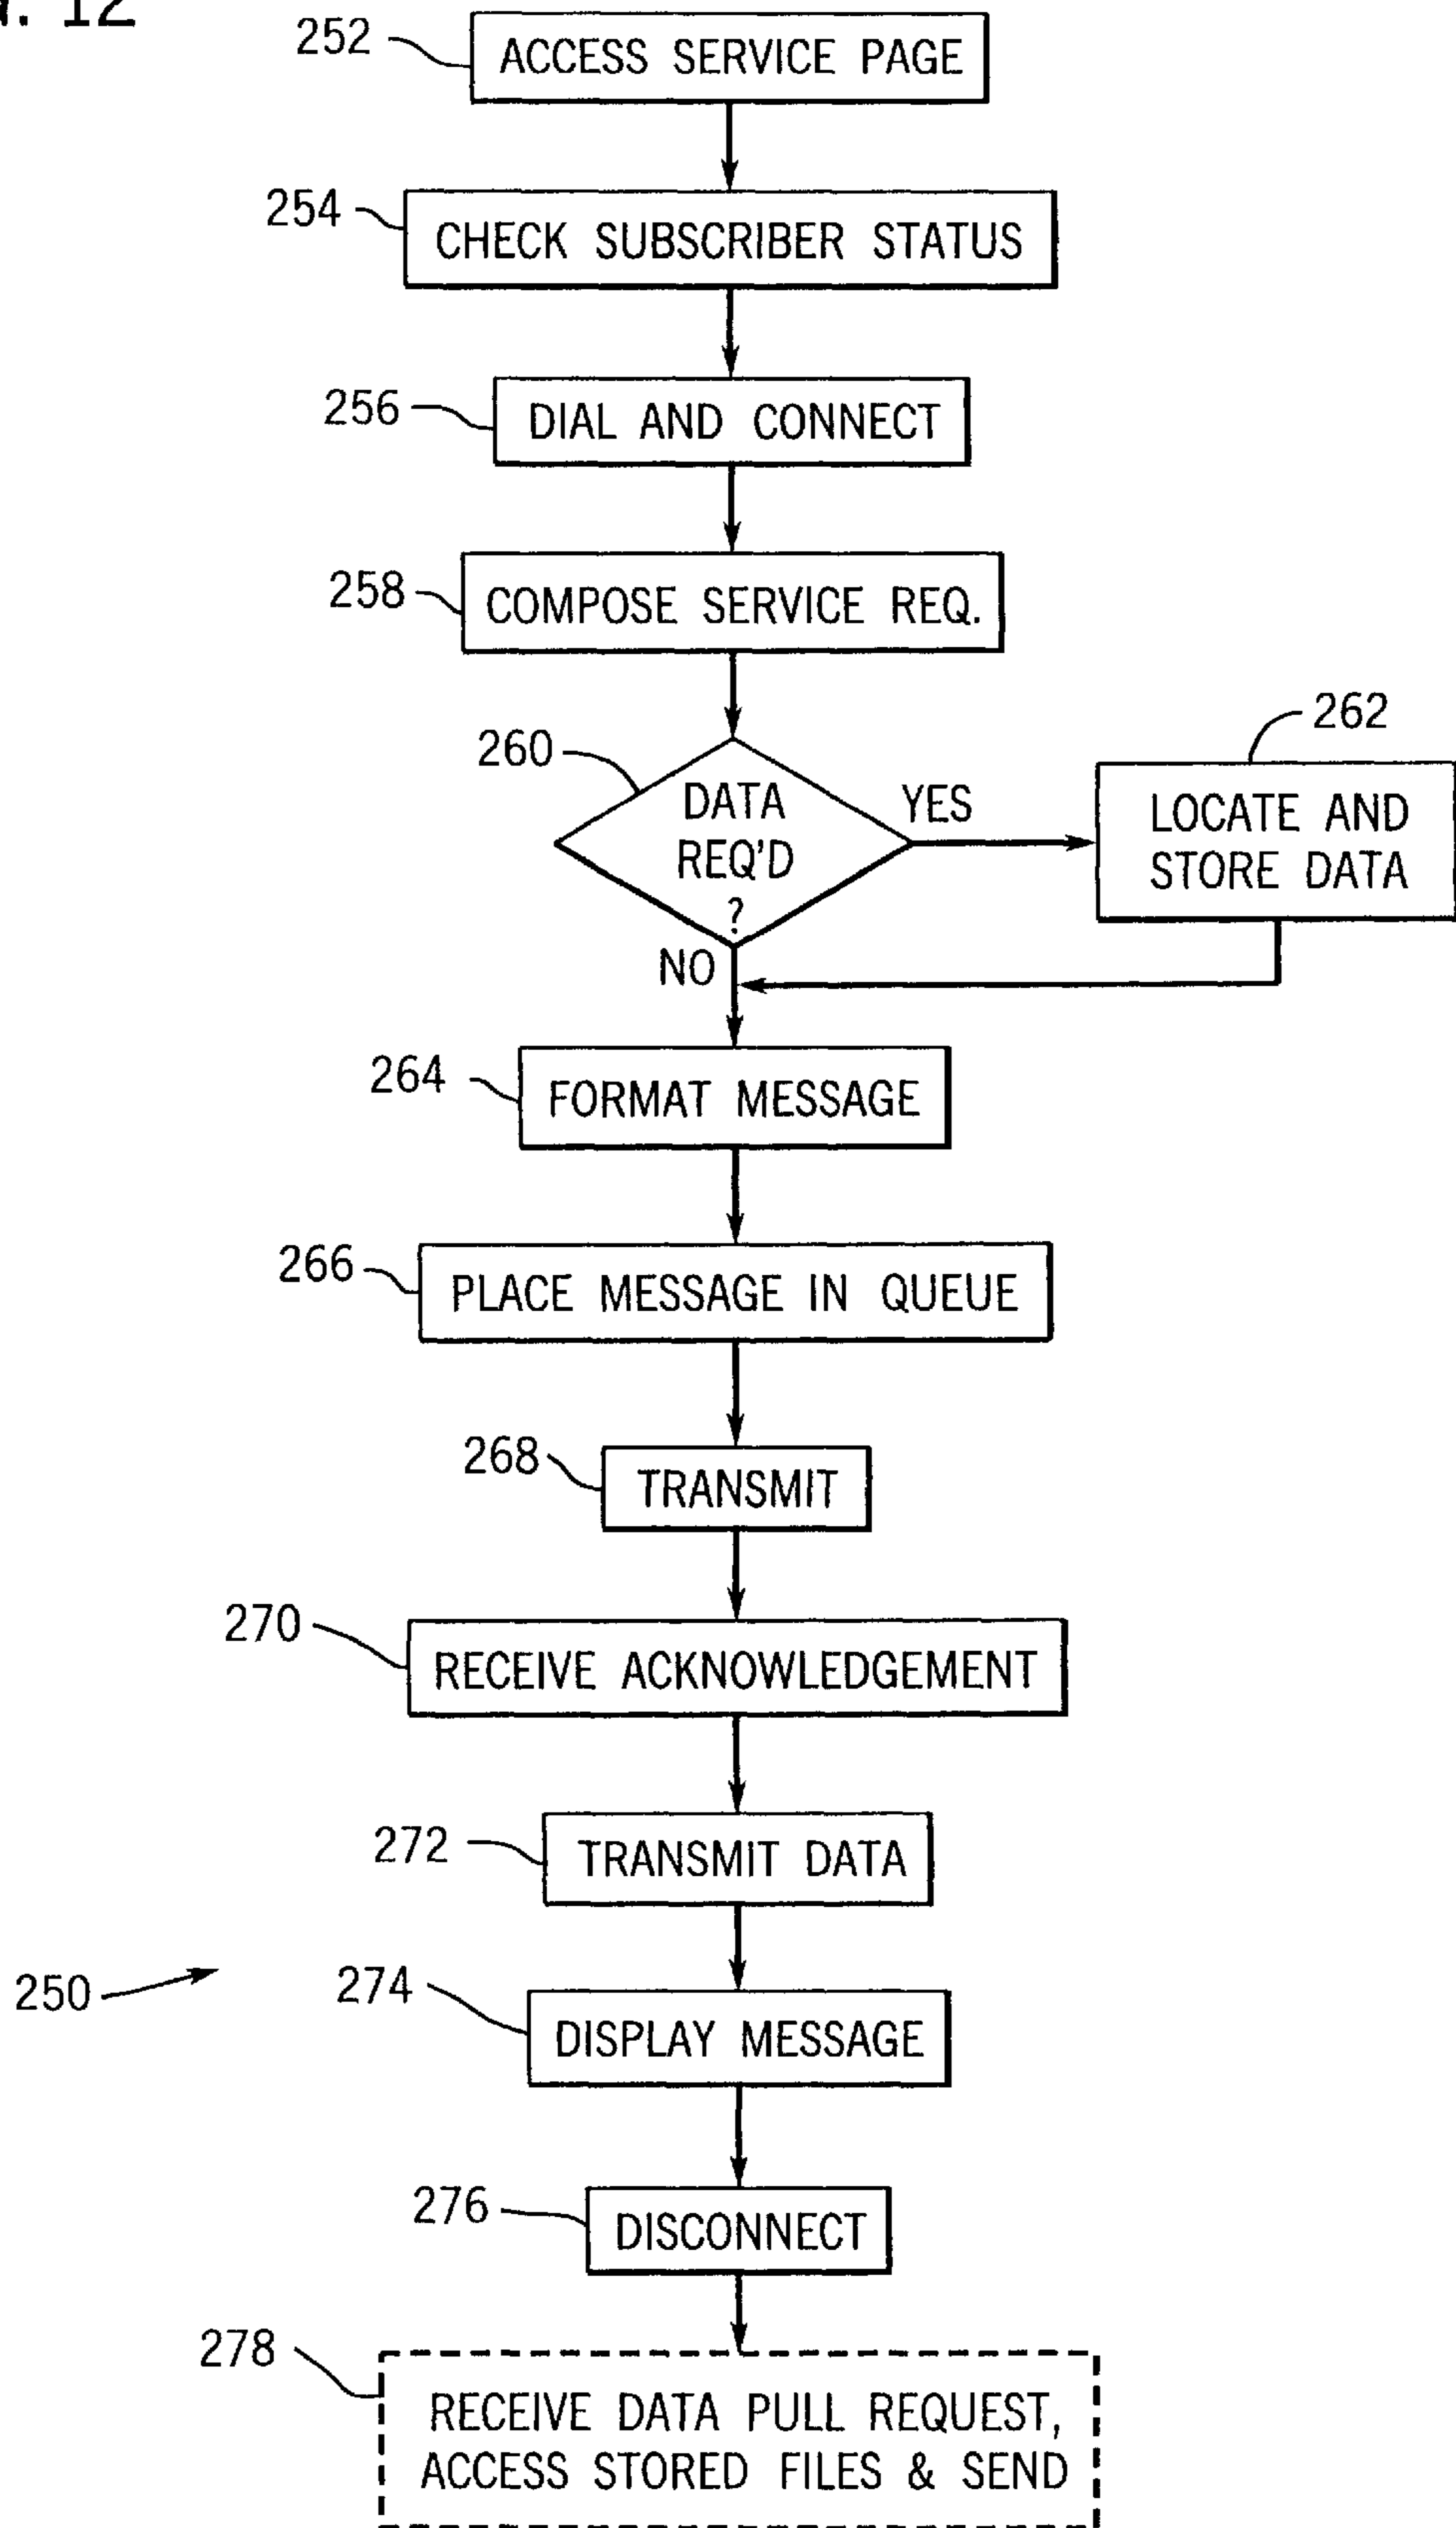 12
252
ACCESS SERVICE PAGE
254
CHECK SUBSCRIBER STATUS
256
DIAL AND CONNECT
258
COMPOSE SERVICE REQ.
260
DATA
REQ'D
?
YES
262
LOCATE AND
STORE DATA
NO
264
FORMAT MESSAGE
266
PLACE MESSAGE IN QUEUE
268
TRANSMIT
270
RECEIVE ACKNOWLEDGEMENT
272
TRANSMIT DATA
250
274
DISPLAY MESSAGE
276
DISCONNECT
278
RECEIVE DATA PULL REQUEST,
ACCESS STORED FILES & SEND